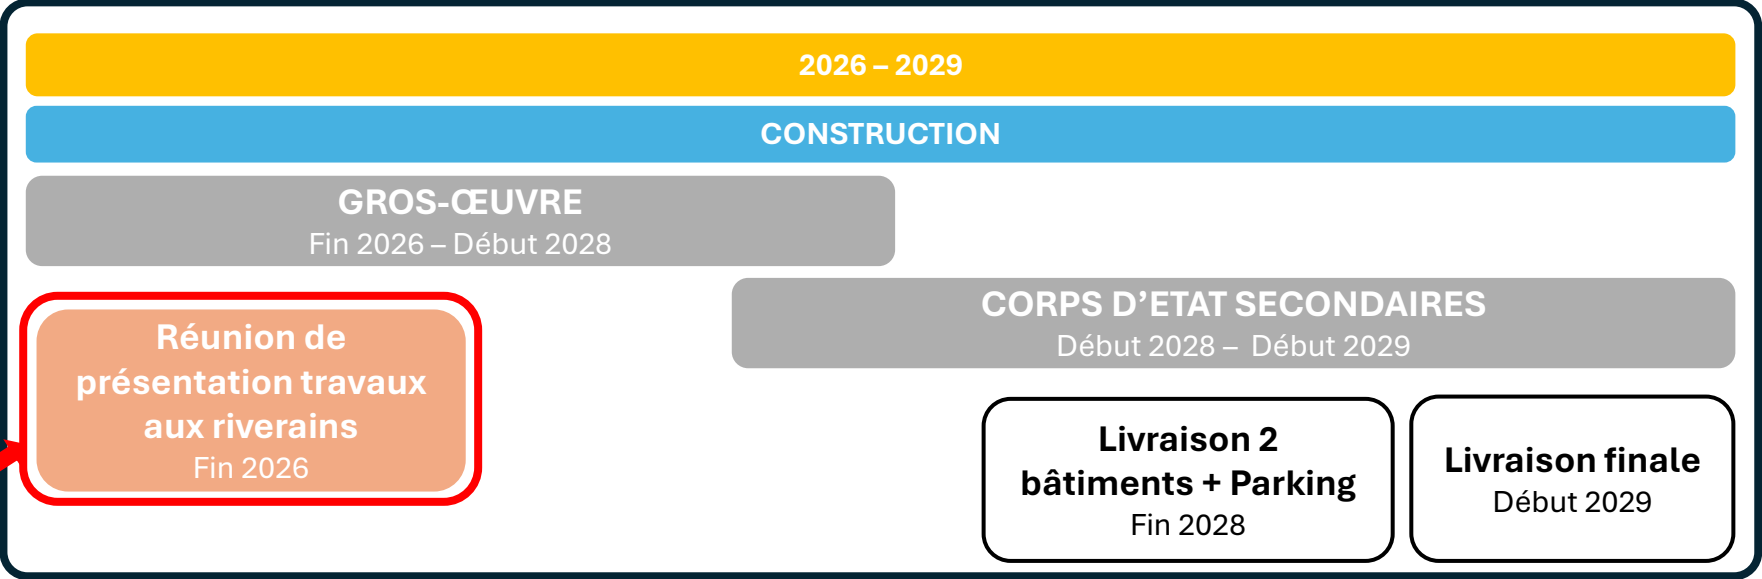 2026 – 2029
CONSTRUCTION
GROS-ŒUVRE
Fin 2026 – Début 2028
CORPS D’ETAT SECONDAIRES
Début 2028 – Début 2029
Réunion de
présentation travaux
aux riverains
Fin 2026
Livraison 2
bâtiments + Parking
Fin 2028
Livraison finale
Début 2029